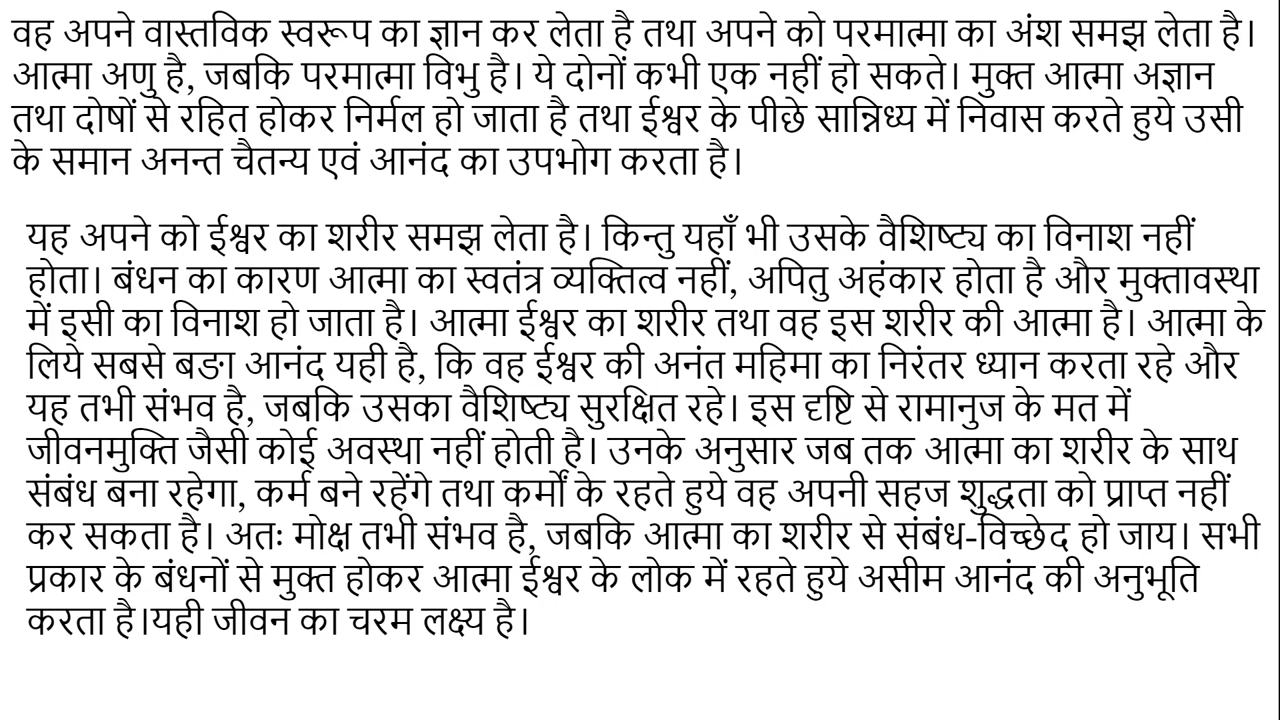 वह अपने वास्तविक स्वरूप का ज्ञान कर लेता है तथा अपने को परमात्मा का अंश समझ लेता है।
आत्मा अणु है, जबकि परमात्मा विभु है। ये दोनों कभी एक नहीं हो सकते। मुक्त आत्मा अज्ञान
तथा दोषों से रहित होकर निर्मल हो जाता है तथा ईश्वर के पीछे सान्निध्य में निवास करते हुये उसी
के समान अनन्त चैतन्य एवं आनंद का उपभोग करता है।
यह अपने को ईश्वर का शरीर समझ लेता है। किन्तु यहाँ भी उसके वैशिष्ट्य का विनाश नहीं
होता। बंधन का कारण आत्मा का स्वतंत्र व्यक्तित्व नहीं, अपितु अहंकार होता है और मुक्तावस्था
में इसी का विनाश हो जाता है। आत्मा ईश्वर का शरीर तथा वह इस शरीर की आत्मा है। आत्मा के
लिये सबसे बङा आनंद यही है, कि वह ईश्वर की अनंत महिमा का निरंतर ध्यान करता रहे और
यह तभी संभव है, जबकि उसका वैशिष्ट्य सुरक्षित रहे। इस दृष्टि से रामानुज के मत में
जीवनमुक्ति जैसी कोई अवस्था नहीं होती है। उनके अनुसार जब तक आत्मा का शरीर के साथ
संबंध बना रहेगा, कर्म बने रहेंगे तथा कर्मों के रहते हुये वह अपनी सहज शुद्धता को प्राप्त नहीं
कर सकता है। अतः मोक्ष तभी संभव है, जबकि आत्मा का शरीर से संबंध-विच्छेद हो जाय। सभी
प्रकार के बंधनों से मुक्त होकर आत्मा ईश्वर के लोक में रहते हुये असीम आनंद की अनुभूति
करता है।यही जीवन का चरम लक्ष्य है।